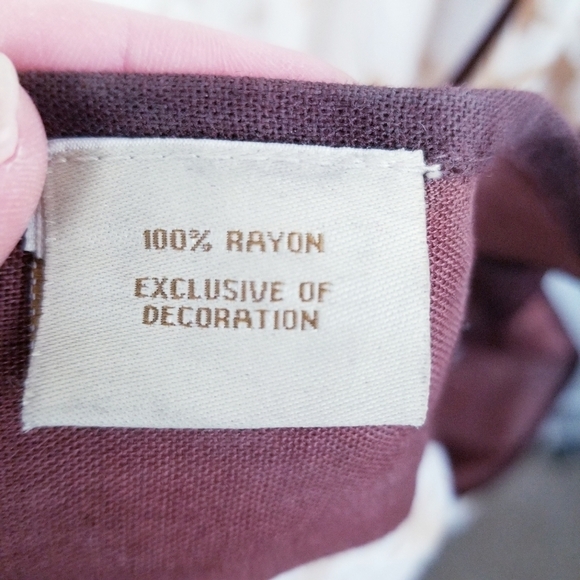 100% RAYON
EXCLUSIVE OF
DECORATION